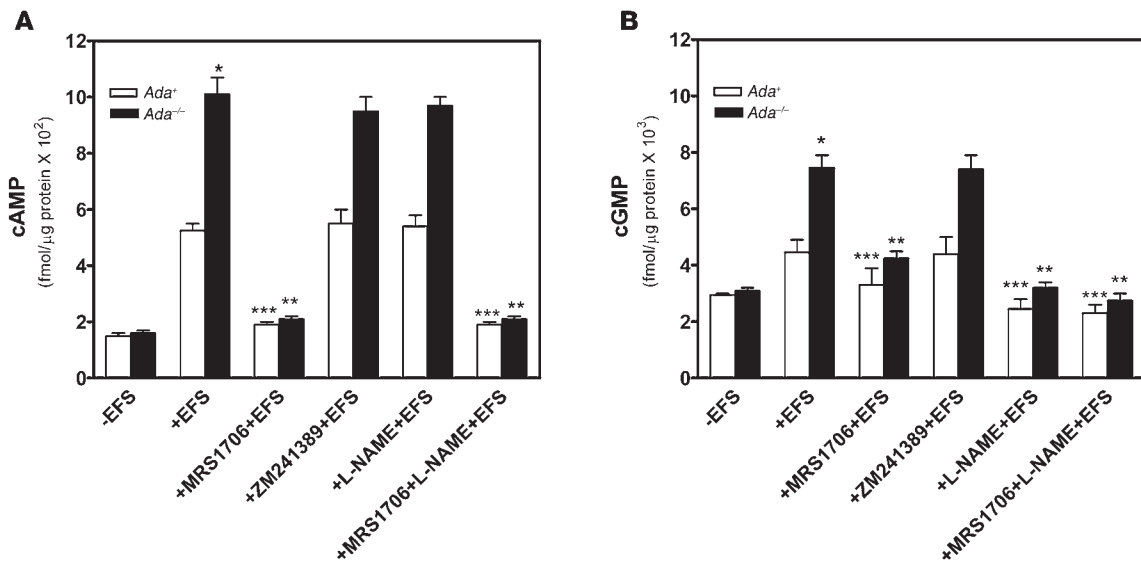 A
cAMP
(fmol/μg protein X 10²)
12
10
8
6
4
2
0
Ada⁺
Ada⁻/⁻
*
***
**
***
**
-EFS
+EFS
+MRS1706+EFS
+ZM241389+EFS
+L-NAME+EFS
+MRS1706+L-NAME+EFS
B
cGMP
(fmol/μg protein X 10³)
12
10
8
6
4
2
0
Ada⁺
Ada⁻/⁻
*
***
**
***
**
***
**
-EFS
+EFS
+MRS1706+EFS
+ZM241389+EFS
+L-NAME+EFS
+MRS1706+L-NAME+EFS